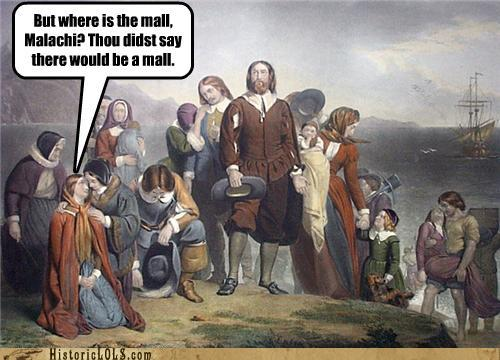 But where is the mall,
Malachi? Thou didst say
there would be a mall.
HistoricLOLS.com